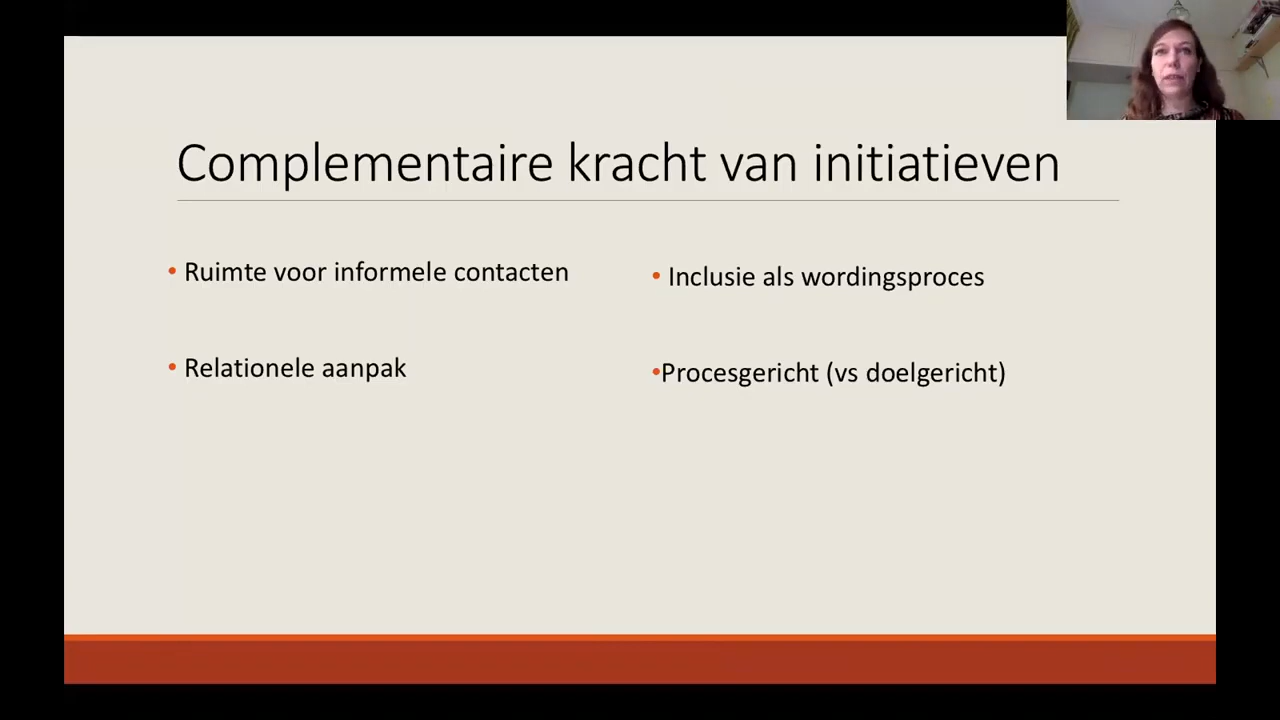 Complementaire kracht van initiatieven
• Ruimte voor informele contacten
• Relationele aanpak
• Inclusie als wordingsproces
•Procesgericht (vs doelgericht)